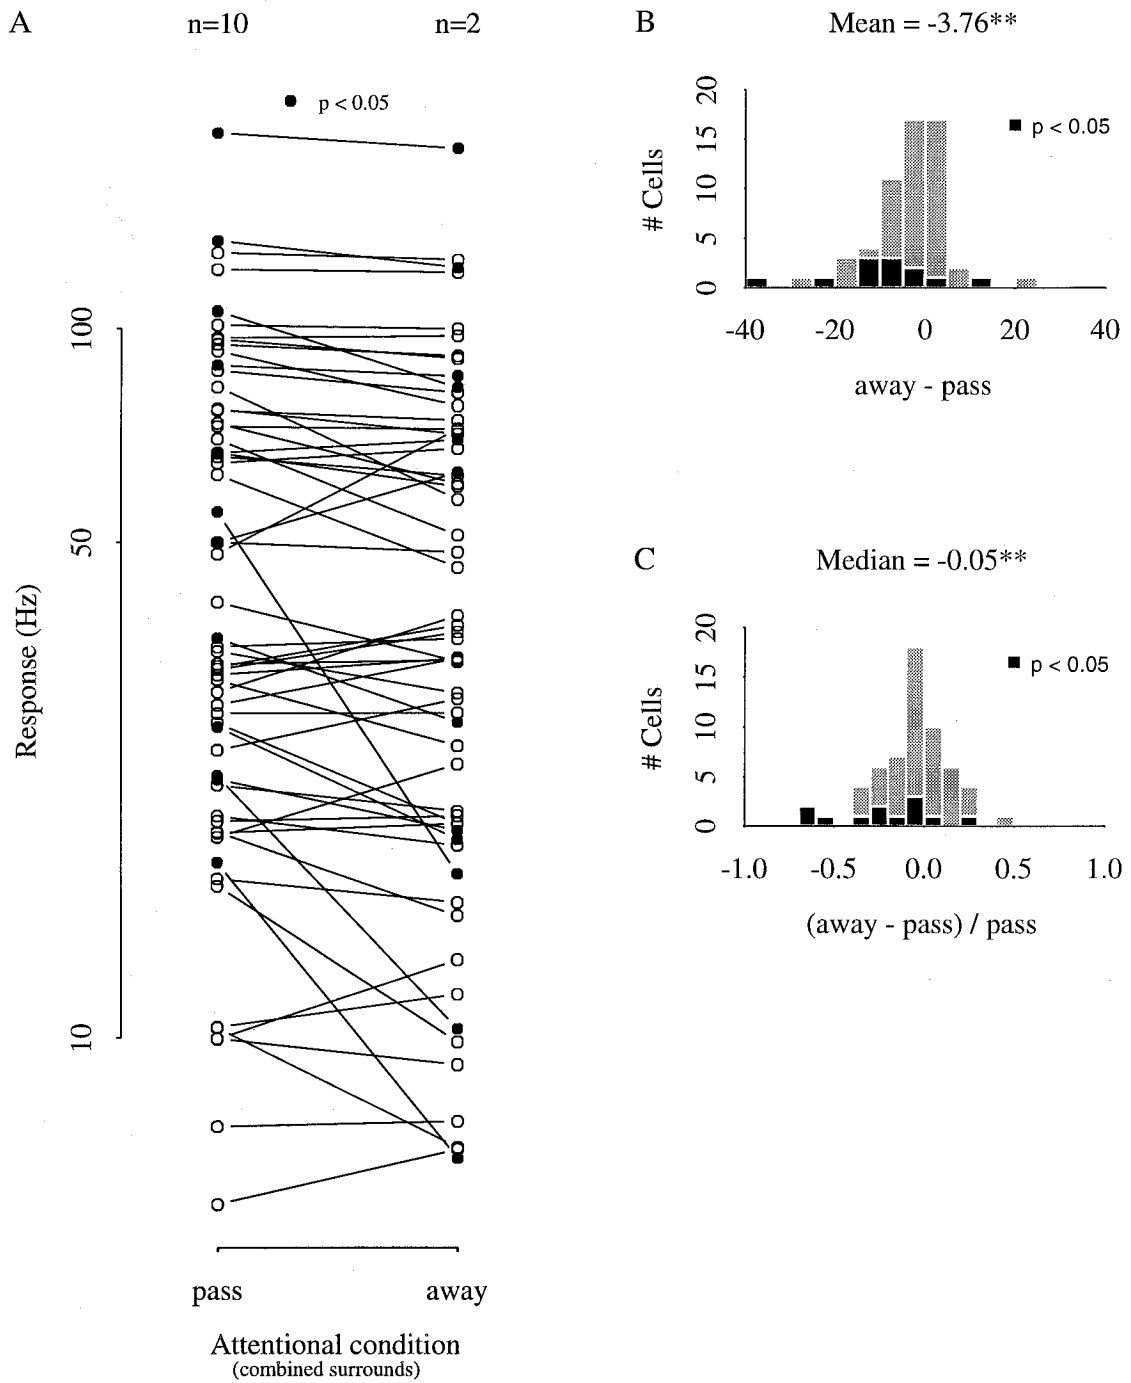 A
n=10
n=2
p < 0.05
100
50
10
Response (Hz)
pass
away
Attentional condition
(combined surrounds)
B
Mean = -3.76**
20
15
10
5
0
# Cells
p < 0.05
-40
-20
0
20
40
away - pass
C
Median = -0.05**
20
15
10
5
0
# Cells
p < 0.05
-1.0
-0.5
0.0
0.5
1.0
(away - pass) / pass